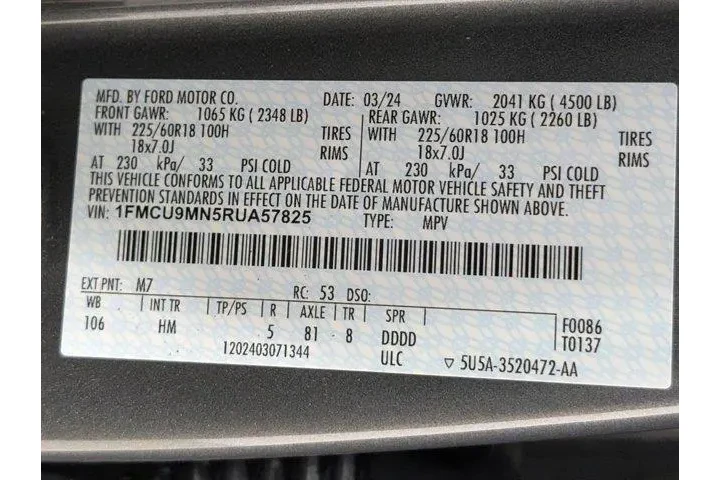 MFD. BY FORD MOTOR CO. DATE: 03/24 GVWR: 2041 KG ( 4500 LB)
FRONT GAWR: 1065 KG ( 2348 LB) REAR GAWR: 1025 KG ( 2260 LB)
WITH 225/60R18 100H TIRES WITH 225/60R18 100H TIRES
18x7.0J RIMS 18x7.0J RIMS
AT 230 kPa/ 33 PSI COLD AT 230 kPa/ 33 PSI COLD
THIS VEHICLE CONFORMS TO ALL APPLICABLE FEDERAL MOTOR VEHICLE SAFETY AND THEFT
PREVENTION STANDARDS IN EFFECT ON THE DATE OF MANUFACTURE SHOWN ABOVE.
VIN: 1FMCU9MN5RUA57825 TYPE: MPV
EXT PNT: M7 RC: 53 DSO:
WB INT TR TP/PS R AXLE TR SPR F0086
106 HM 5 81 8 DDDD T0137
1202403071344 ULC ▽ 5U5A-3520472-AA